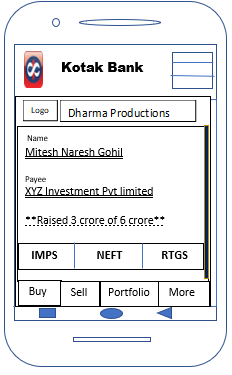 Kotak Bank
Logo Dharma Productions
Name
Mitesh Naresh Gohil
Payee
XYZ Investment Pvt limited
**Raised 3 crore of 6 crore**
IMPS NEFT RTGS
Buy Sell Portfolio More